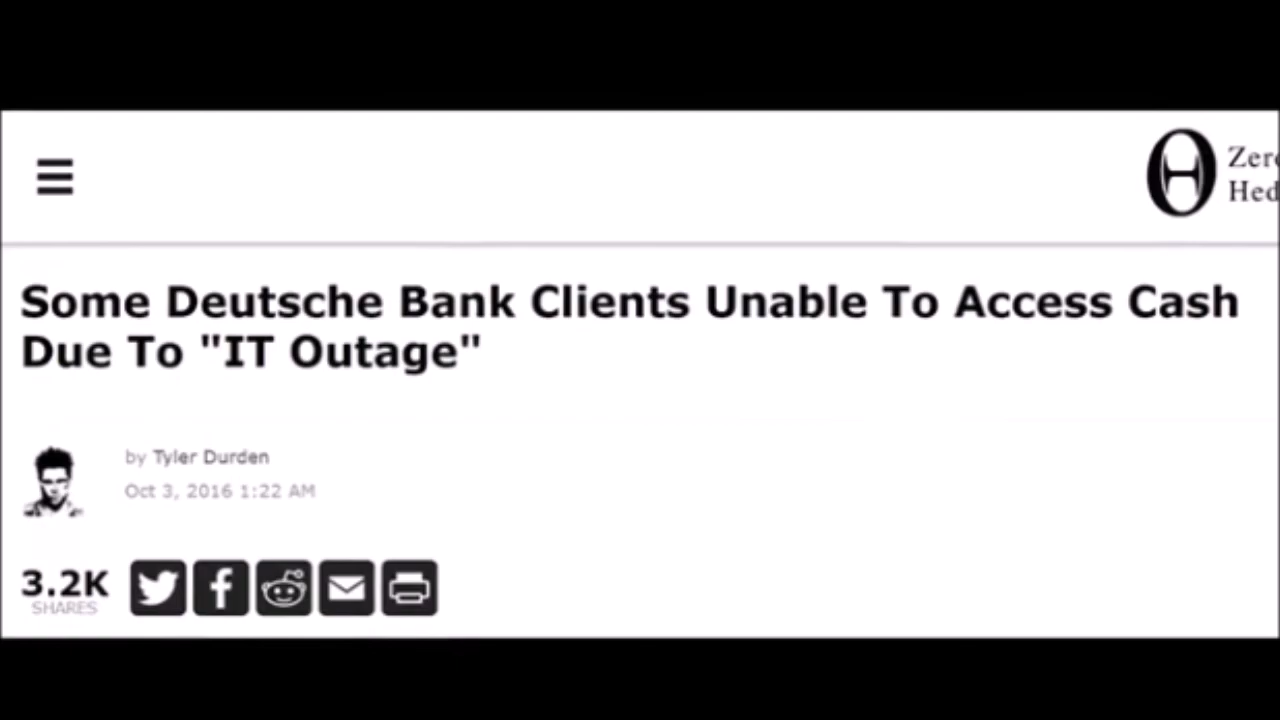 Zero
Hed
Some Deutsche Bank Clients Unable To Access Cash
Due To "IT Outage"
by Tyler Durden
Oct 3, 2016 1:22 AM
3.2K
SHARES